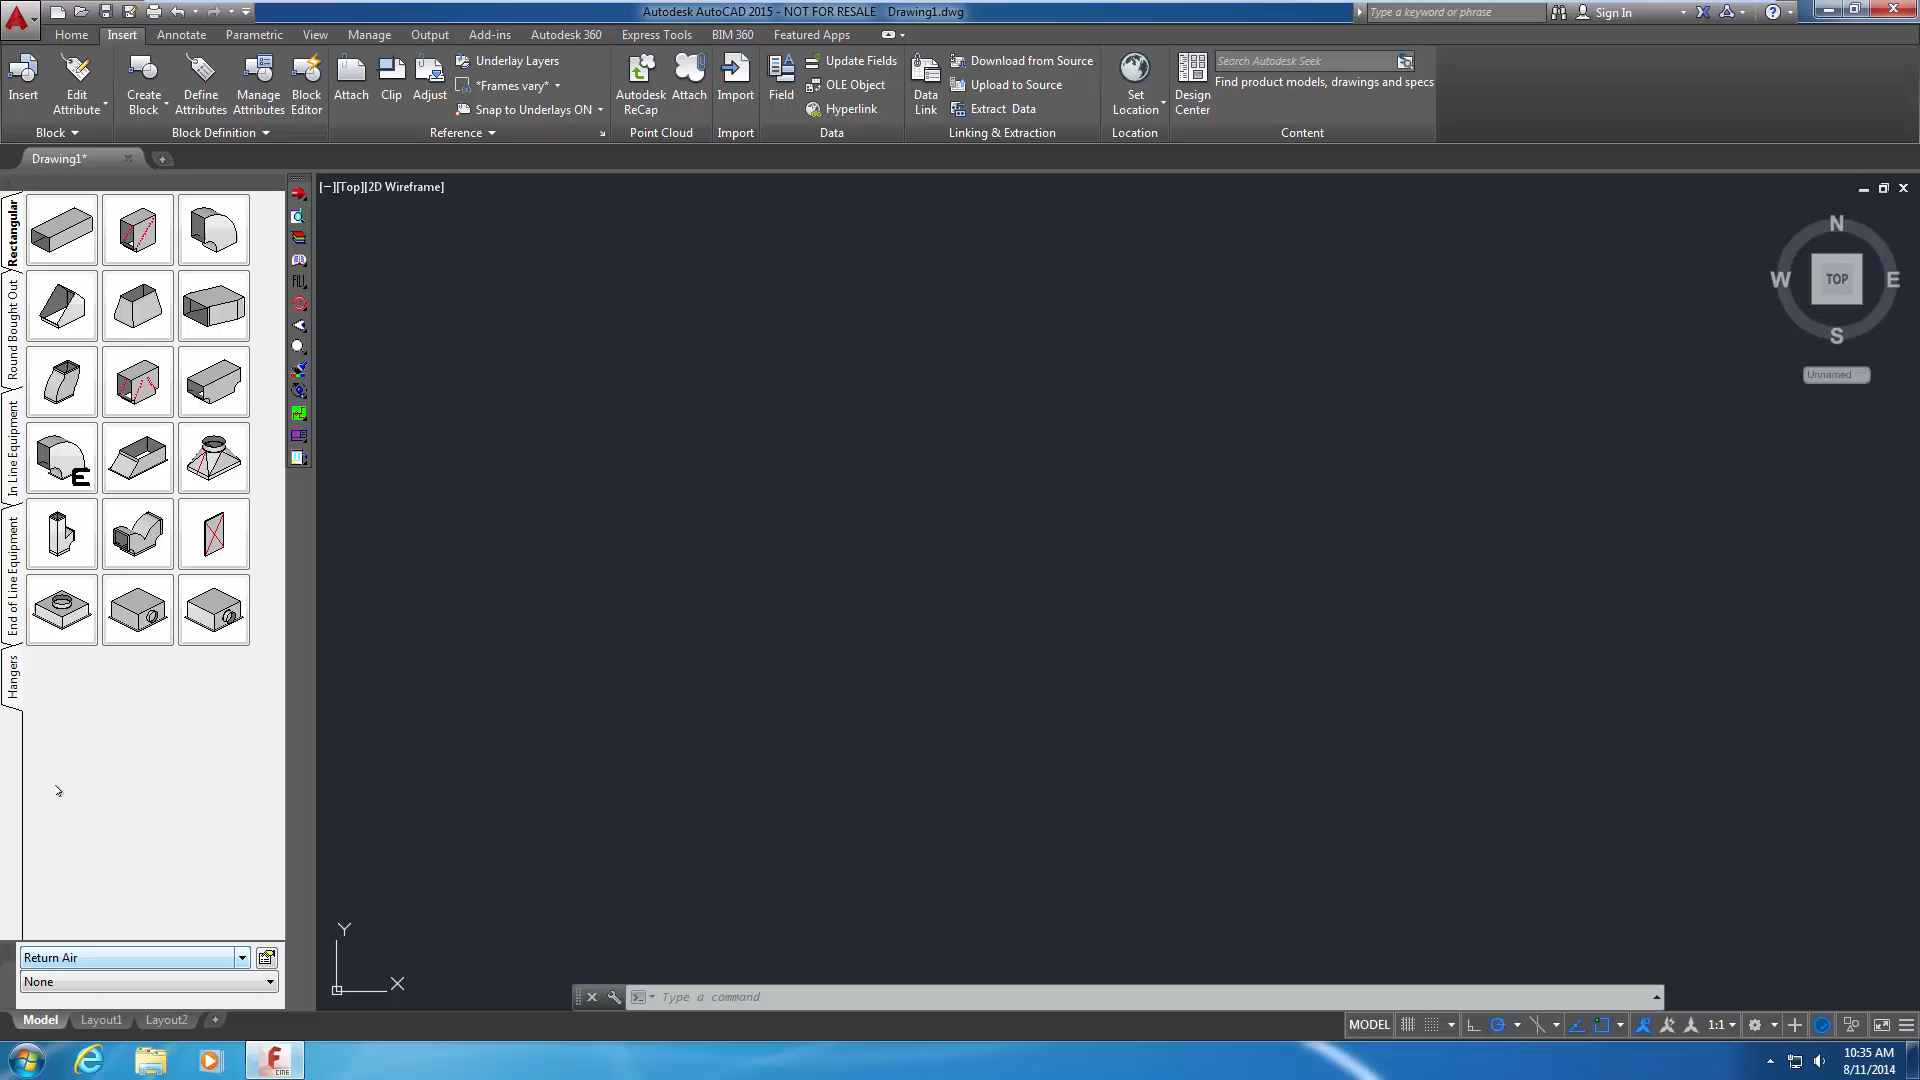 Autodesk AutoCAD 2015 - NOT FOR RESALE Drawing1.dwg
Type a keyword or phrase
Sign In
Home Insert Annotate Parametric View Manage Output Add-ins Autodesk 360 Express Tools BIM 360 Featured Apps
Insert
Edit Attribute
Create Block
Define Attributes
Manage Attributes
Block Editor
Attach
Clip
Adjust
Underlay Layers
*Frames vary*
Snap to Underlays ON
Autodesk ReCap
Attach
Import
Field
Update Fields
OLE Object
Hyperlink
Data Link
Download from Source
Upload to Source
Extract Data
Set Location
Design Center
Search Autodesk Seek
Find product models, drawings and specs
Block Block Definition Reference Point Cloud Import Data Linking & Extraction Location Content
Drawing1*
[−][Top][2D Wireframe]
Rectangular
Round Bought Out
In Line Equipment
End of Line Equipment
Hangers
E
FILL
N
W TOP E
S
Unnamed
Y
X
Return Air
None
Type a command
Model Layout1 Layout2
MODEL 1:1
F CME
10:35 AM
8/11/2014